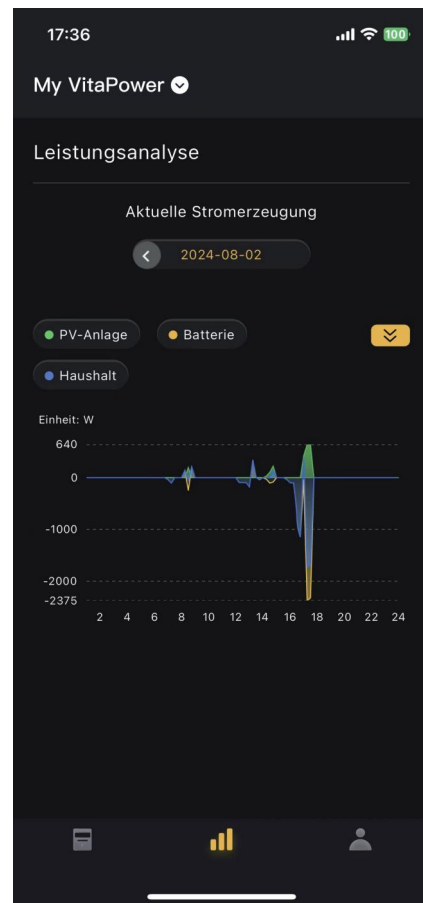 17:36
100
My VitaPower
Leistungsanalyse
Aktuelle Stromerzeugung
2024-08-02
PV-Anlage
Batterie
Haushalt
Einheit: W
640
0
-1000
-2000
-2375
2 4 6 8 10 12 14 16 18 20 22 24